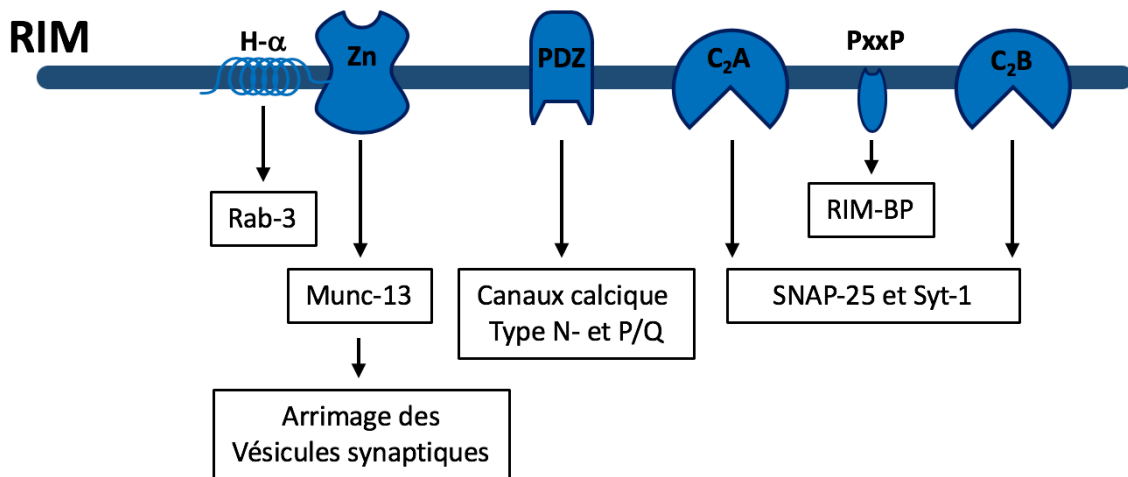 RIM
H-α
Zn
PDZ
C₂A
PxxP
C₂B
Rab-3
RIM-BP
Munc-13
Canaux calcique
Type N- et P/Q
SNAP-25 et Syt-1
Arrimage des
Vésicules synaptiques